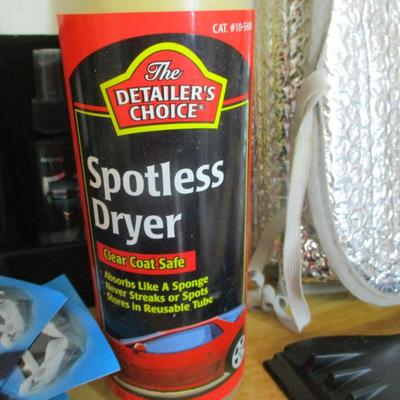 CAT. #10-
The
DETAILER'S
CHOICE®
Spotless
Dryer
Clear Coat Safe
Absorbs Like A Sponge
Never Streaks or Spots
Stores in Reusable Tube